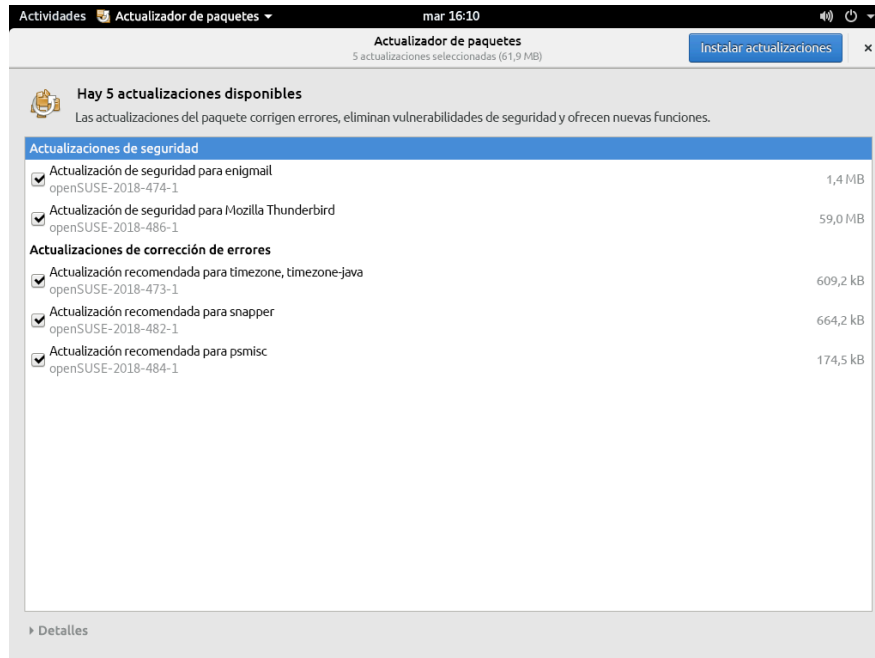 Actividades Actualizador de paquetes mar 16:10
Actualizador de paquetes
5 actualizaciones seleccionadas (61,9 MB)
Instalar actualizaciones
Hay 5 actualizaciones disponibles
Las actualizaciones del paquete corrigen errores, eliminan vulnerabilidades de seguridad y ofrecen nuevas funciones.
Actualizaciones de seguridad
Actualización de seguridad para enigmail
openSUSE-2018-474-1
1,4 MB
Actualización de seguridad para Mozilla Thunderbird
openSUSE-2018-486-1
59,0 MB
Actualizaciones de corrección de errores
Actualización recomendada para timezone, timezone-java
openSUSE-2018-473-1
609,2 kB
Actualización recomendada para snapper
openSUSE-2018-482-1
664,2 kB
Actualización recomendada para psmisc
openSUSE-2018-484-1
174,5 kB
Detalles